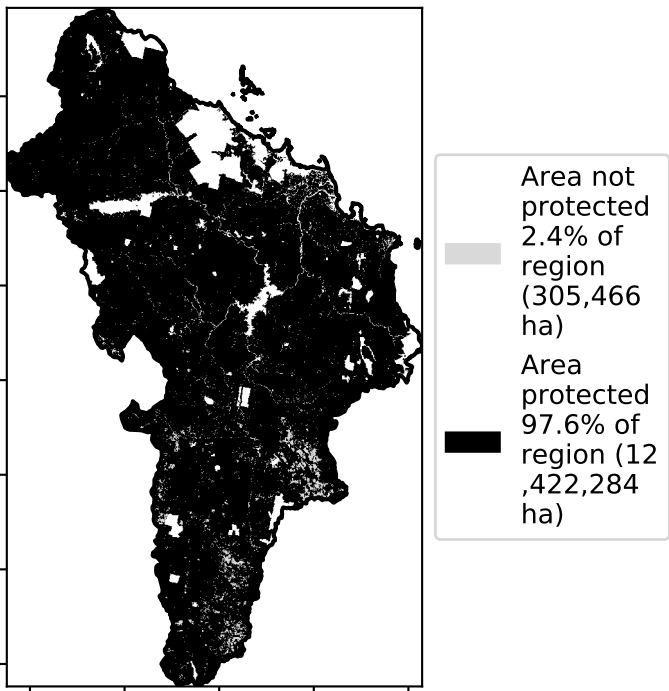 Area not
protected
2.4% of
region
(305,466
ha)
Area
protected
97.6% of
region (12
,422,284
ha)